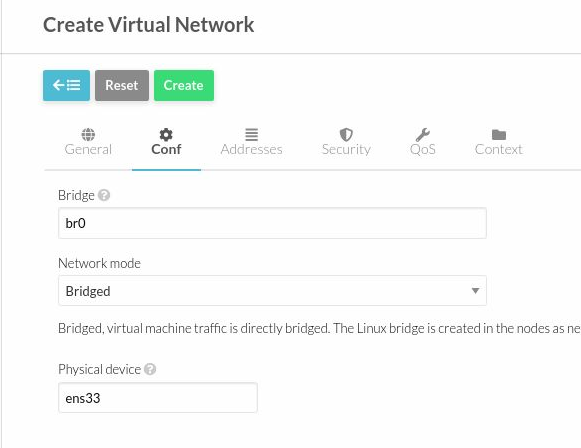 Create Virtual Network
Reset Create
General Conf Addresses Security QoS Context
Bridge
br0
Network mode
Bridged
Bridged, virtual machine traffic is directly bridged. The Linux bridge is created in the nodes as
Physical device
ens33